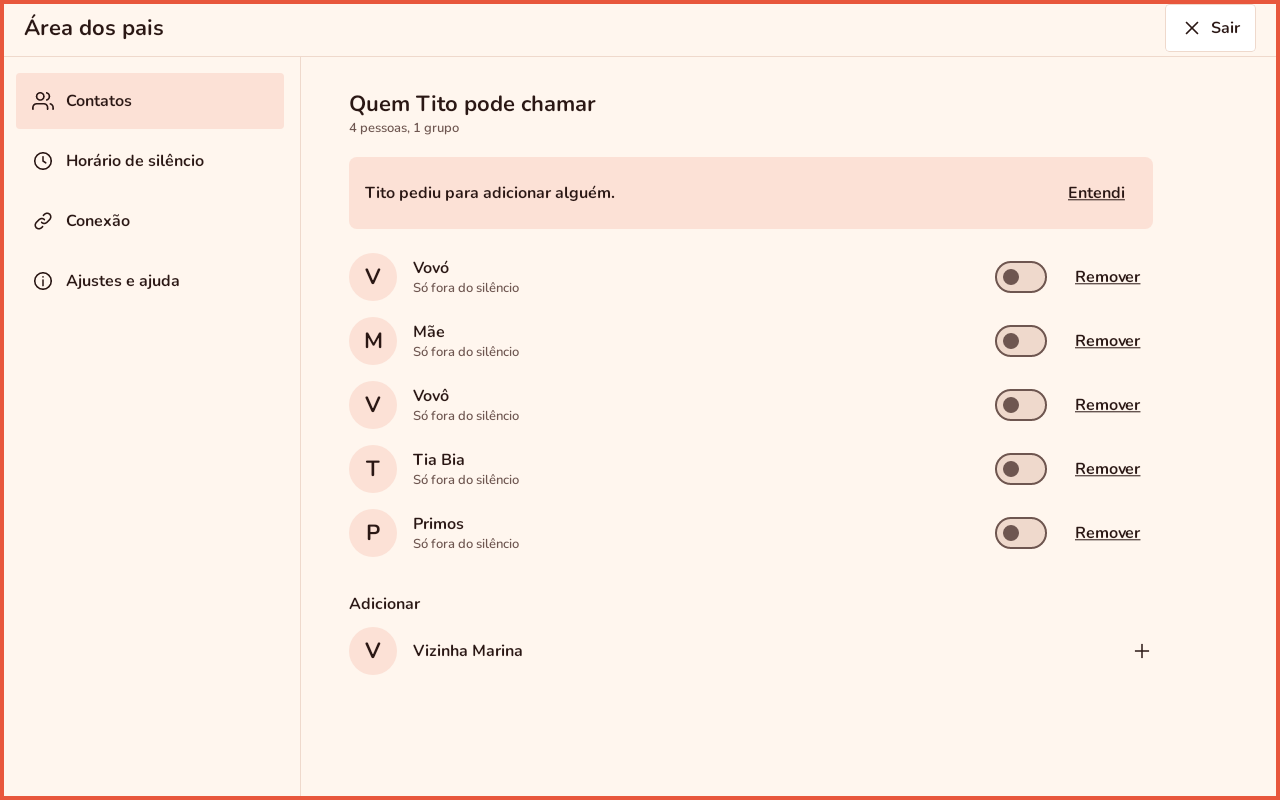 Área dos pais
Sair
Contatos
Horário de silêncio
Conexão
Ajustes e ajuda
Quem Tito pode chamar
4 pessoas, 1 grupo
Tito pediu para adicionar alguém.
Entendi
V
Vovó
Só fora do silêncio
Remover
M
Mãe
Só fora do silêncio
Remover
V
Vovô
Só fora do silêncio
Remover
T
Tia Bia
Só fora do silêncio
Remover
P
Primos
Só fora do silêncio
Remover
Adicionar
V
Vizinha Marina